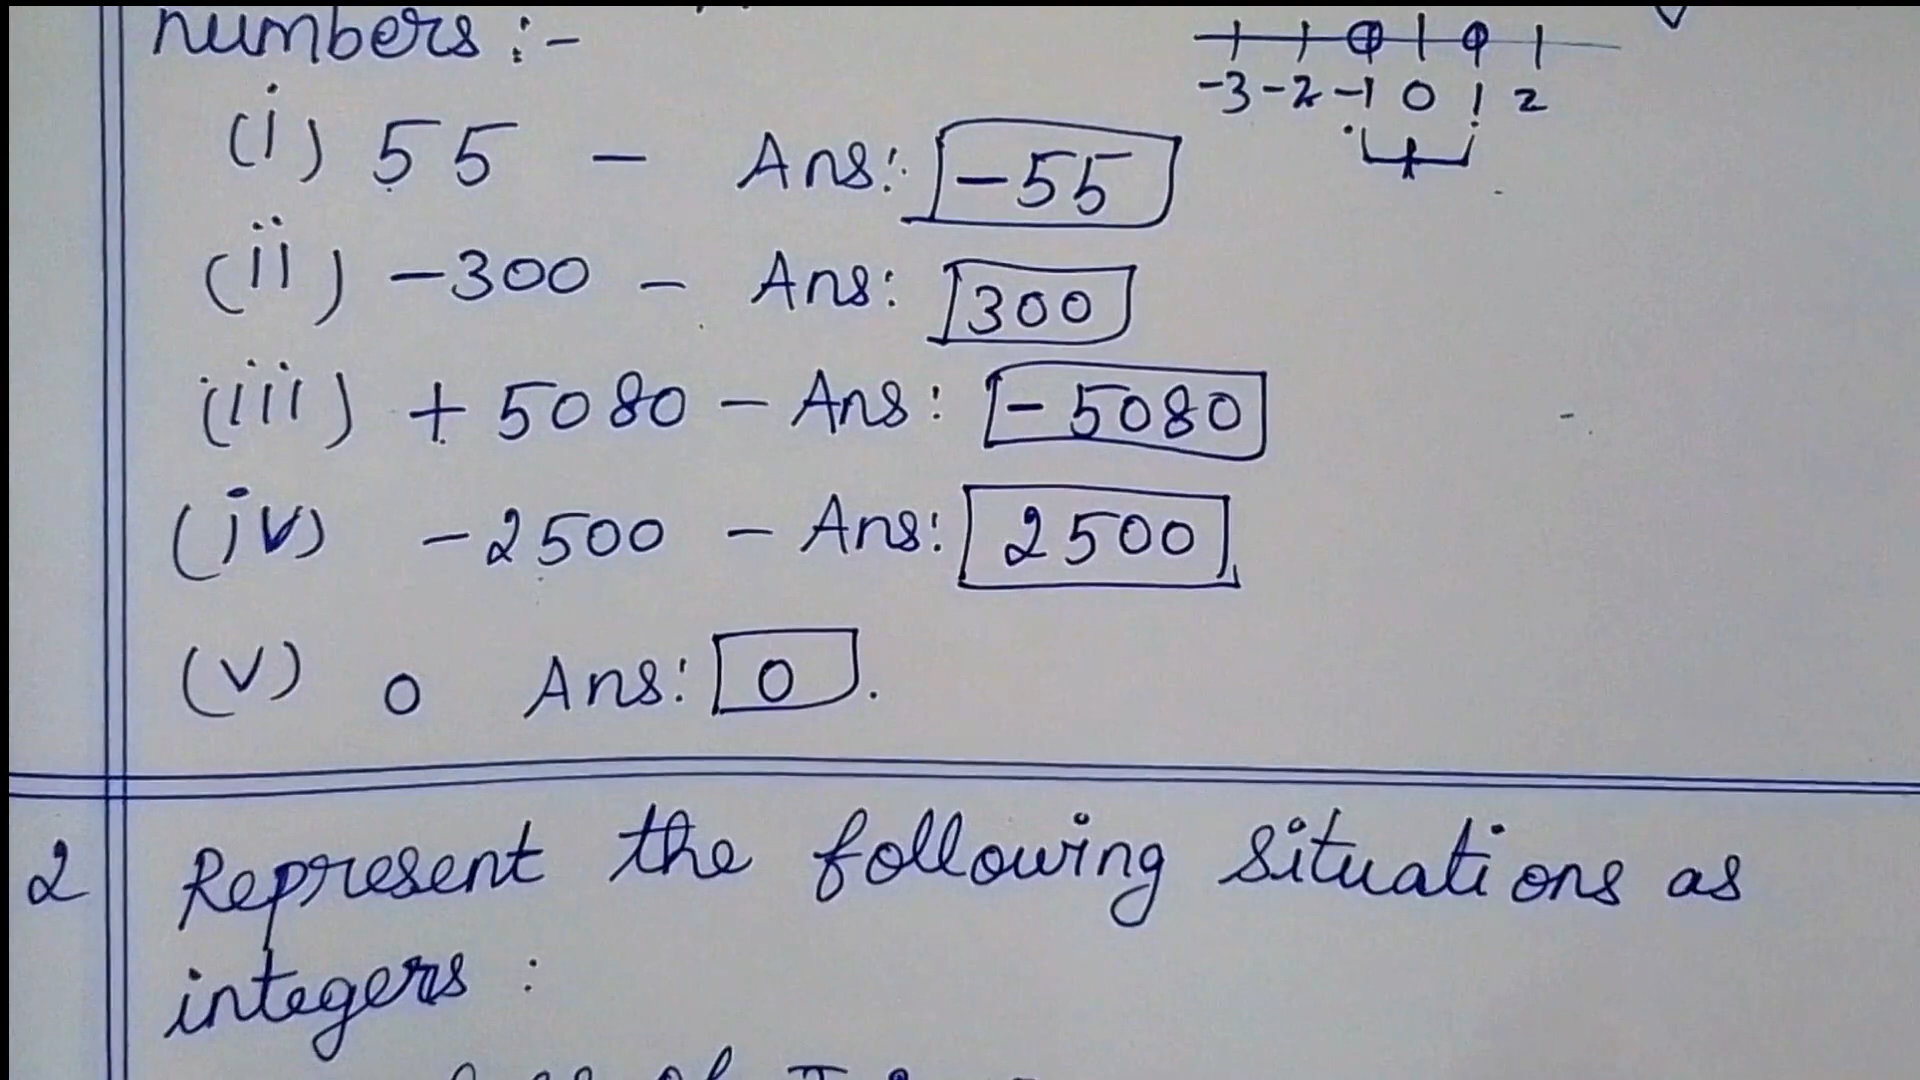 numbers :-
-3 -2 -1 0 1 2
(i) 55 - Ans: -55
(ii) -300 - Ans: 300
(iii) + 5080 - Ans: -5080
(iv) -2500 - Ans: 2500
(v) 0 Ans: 0.
2 Represent the following situations as
integers :